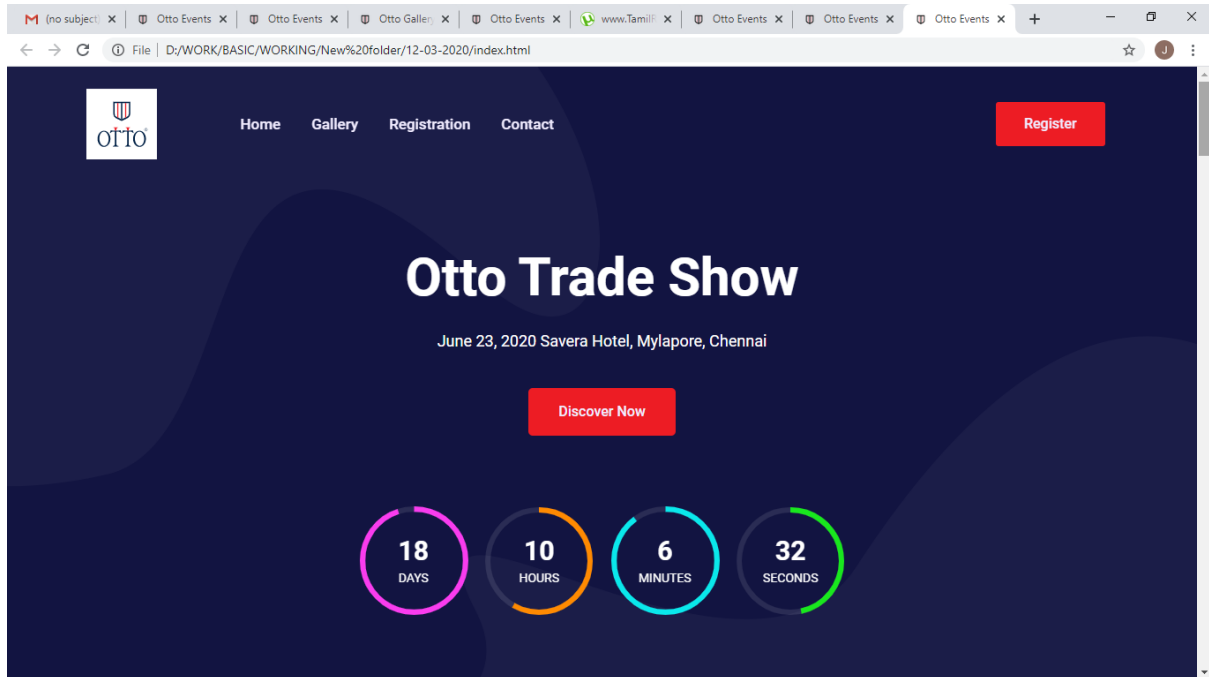 (no subject) Otto Events Otto Events Otto Gallery Otto Events www.TamilR Otto Events Otto Events Otto Events
File D:/WORK/BASIC/WORKING/New%20folder/12-03-2020/index.html J
otto
Home Gallery Registration Contact Register
Otto Trade Show
June 23, 2020 Savera Hotel, Mylapore, Chennai
Discover Now
18 10 6 32
DAYS HOURS MINUTES SECONDS